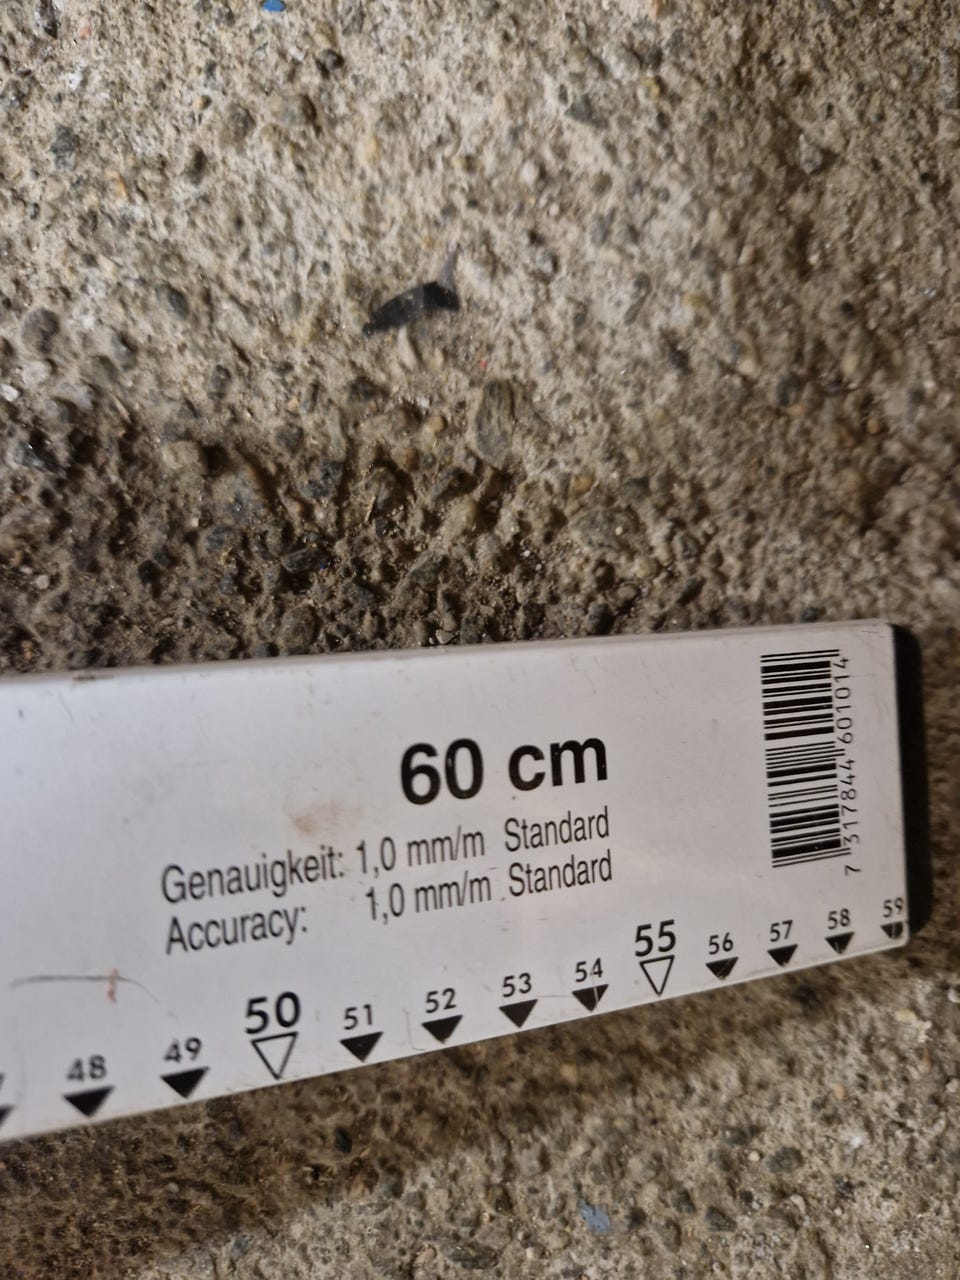 60 cm
Genauigkeit: 1,0 mm/m Standard
Accuracy: 1,0 mm/m Standard
7 317844 601014
48 49 50 51 52 53 54 55 56 57 58 59